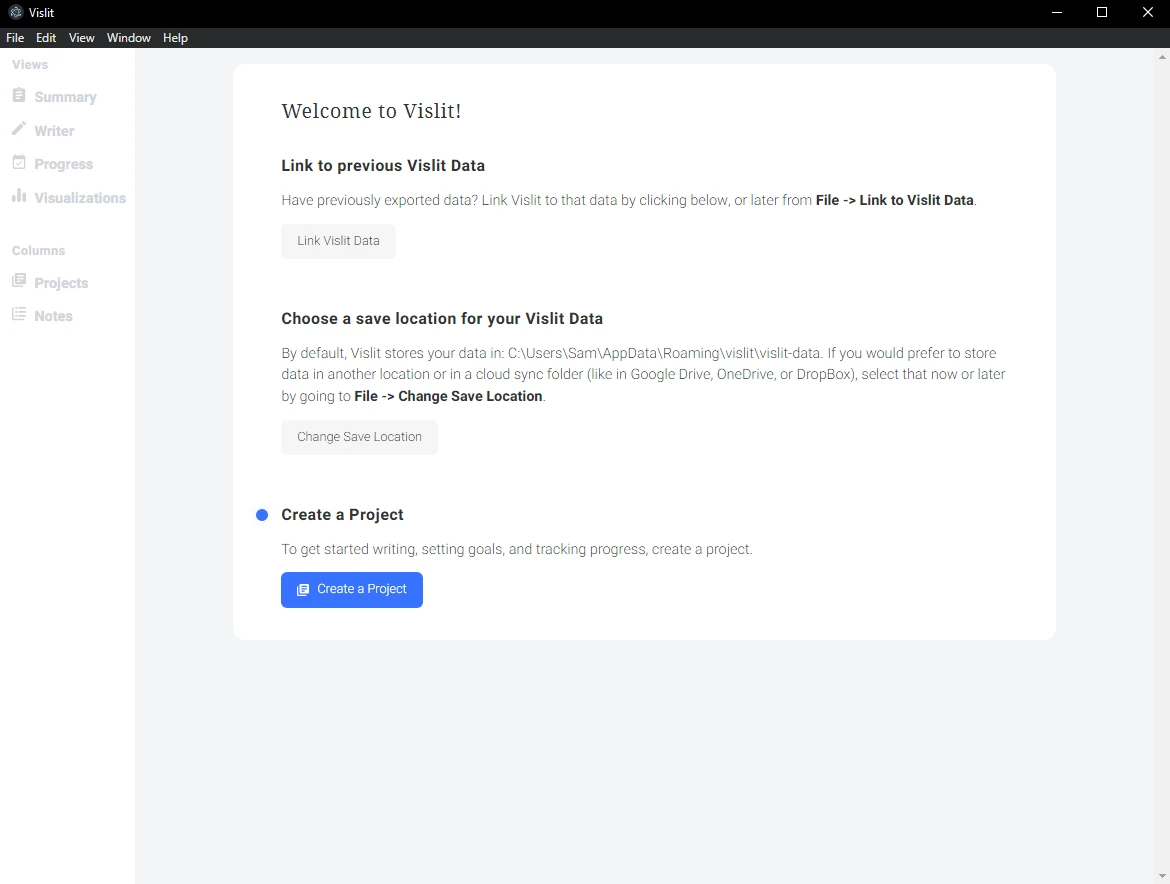 Vislit
File Edit View Window Help
Views
Summary
Writer
Progress
Visualizations
Columns
Projects
Notes
Welcome to Vislit!
Link to previous Vislit Data
Have previously exported data? Link Vislit to that data by clicking below, or later from File -> Link to Vislit Data.
Link Vislit Data
Choose a save location for your Vislit Data
By default, Vislit stores your data in: C:\Users\Sam\AppData\Roaming\vislit\vislit-data. If you would prefer to store
data in another location or in a cloud sync folder (like in Google Drive, OneDrive, or DropBox), select that now or later
by going to File -> Change Save Location.
Change Save Location
Create a Project
To get started writing, setting goals, and tracking progress, create a project.
Create a Project